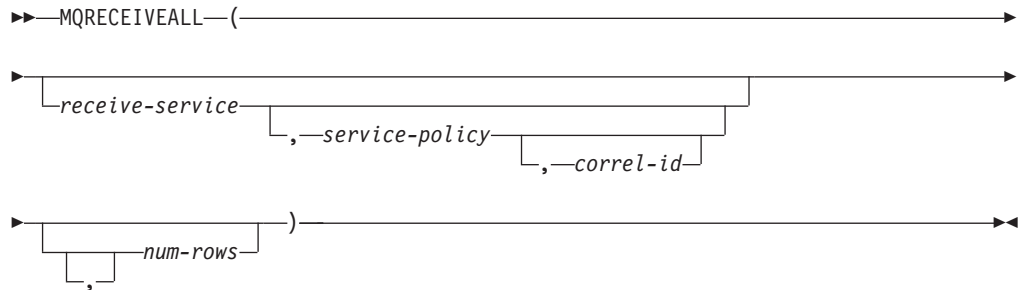 MQRECEIVEALL (
receive-service
, service-policy
, correl-id
)
num-rows
,